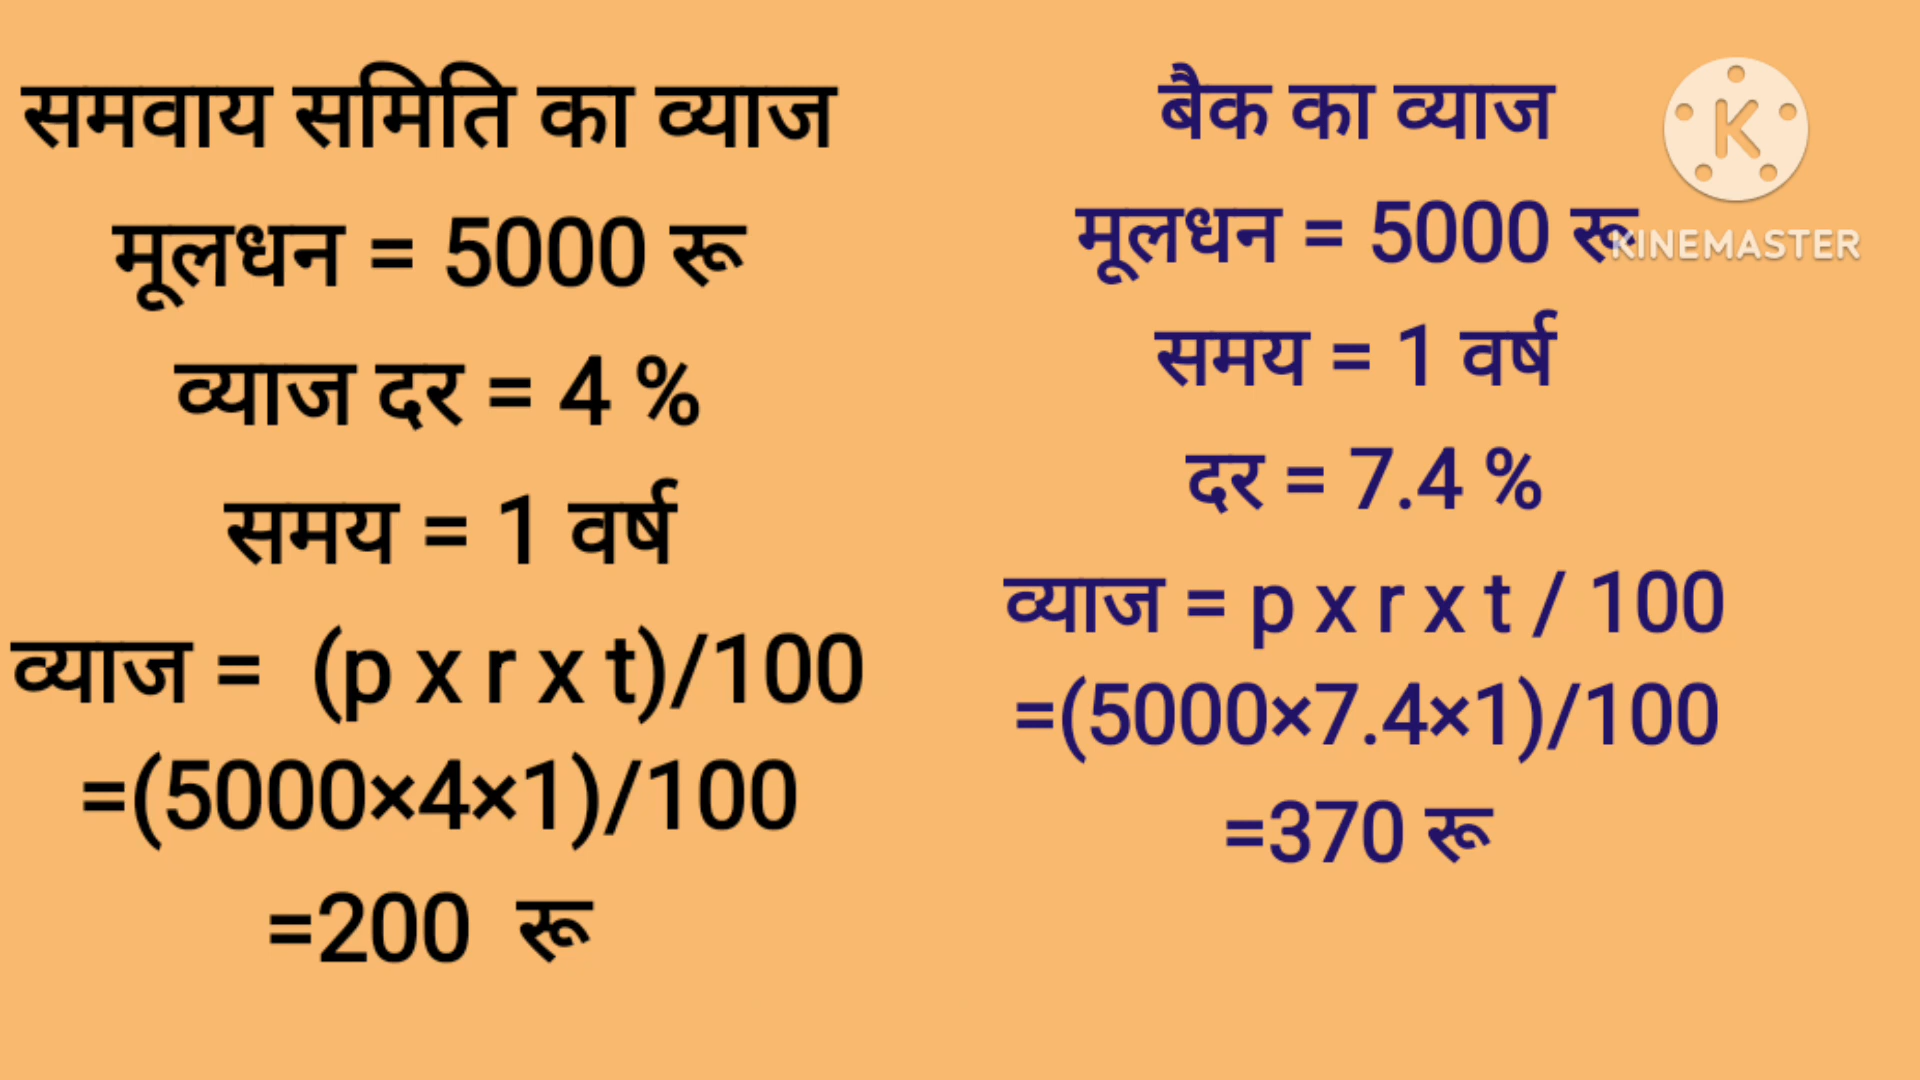 समवाय समिति का व्याज
मूलधन = 5000 रू
व्याज दर = 4 %
समय = 1 वर्ष
व्याज = (p x r x t)/100
=(5000×4×1)/100
=200 रू
बैक का व्याज
मूलधन = 5000 रू
समय = 1 वर्ष
दर = 7.4 %
व्याज = p x r x t / 100
=(5000×7.4×1)/100
=370 रू
K
KINEMASTER